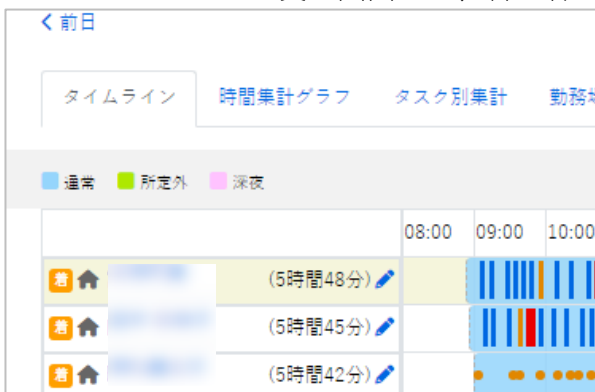 前日
タイムライン 時間集計グラフ タスク別集計 勤務
通常 所定外 深夜
08:00 09:00 10:00
着 (5時間48分)
着 (5時間45分)
着 (5時間42分)